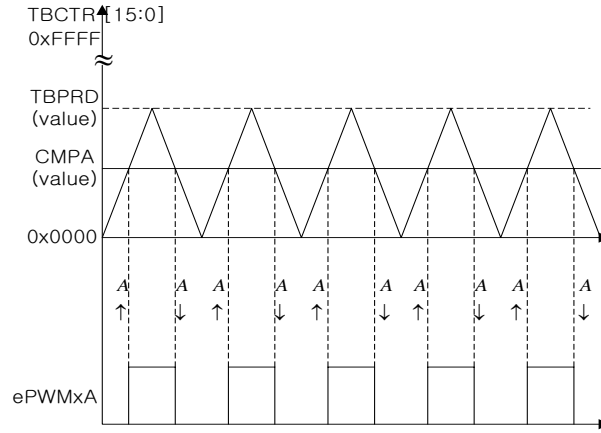 TBCTR [15:0]
0xFFFF
TBPRD
(value)
CMPA
(value)
0x0000
A A A A A A A A A A
↑ ↓ ↑ ↓ ↑ ↓ ↑ ↓ ↑ ↓
ePWMxA